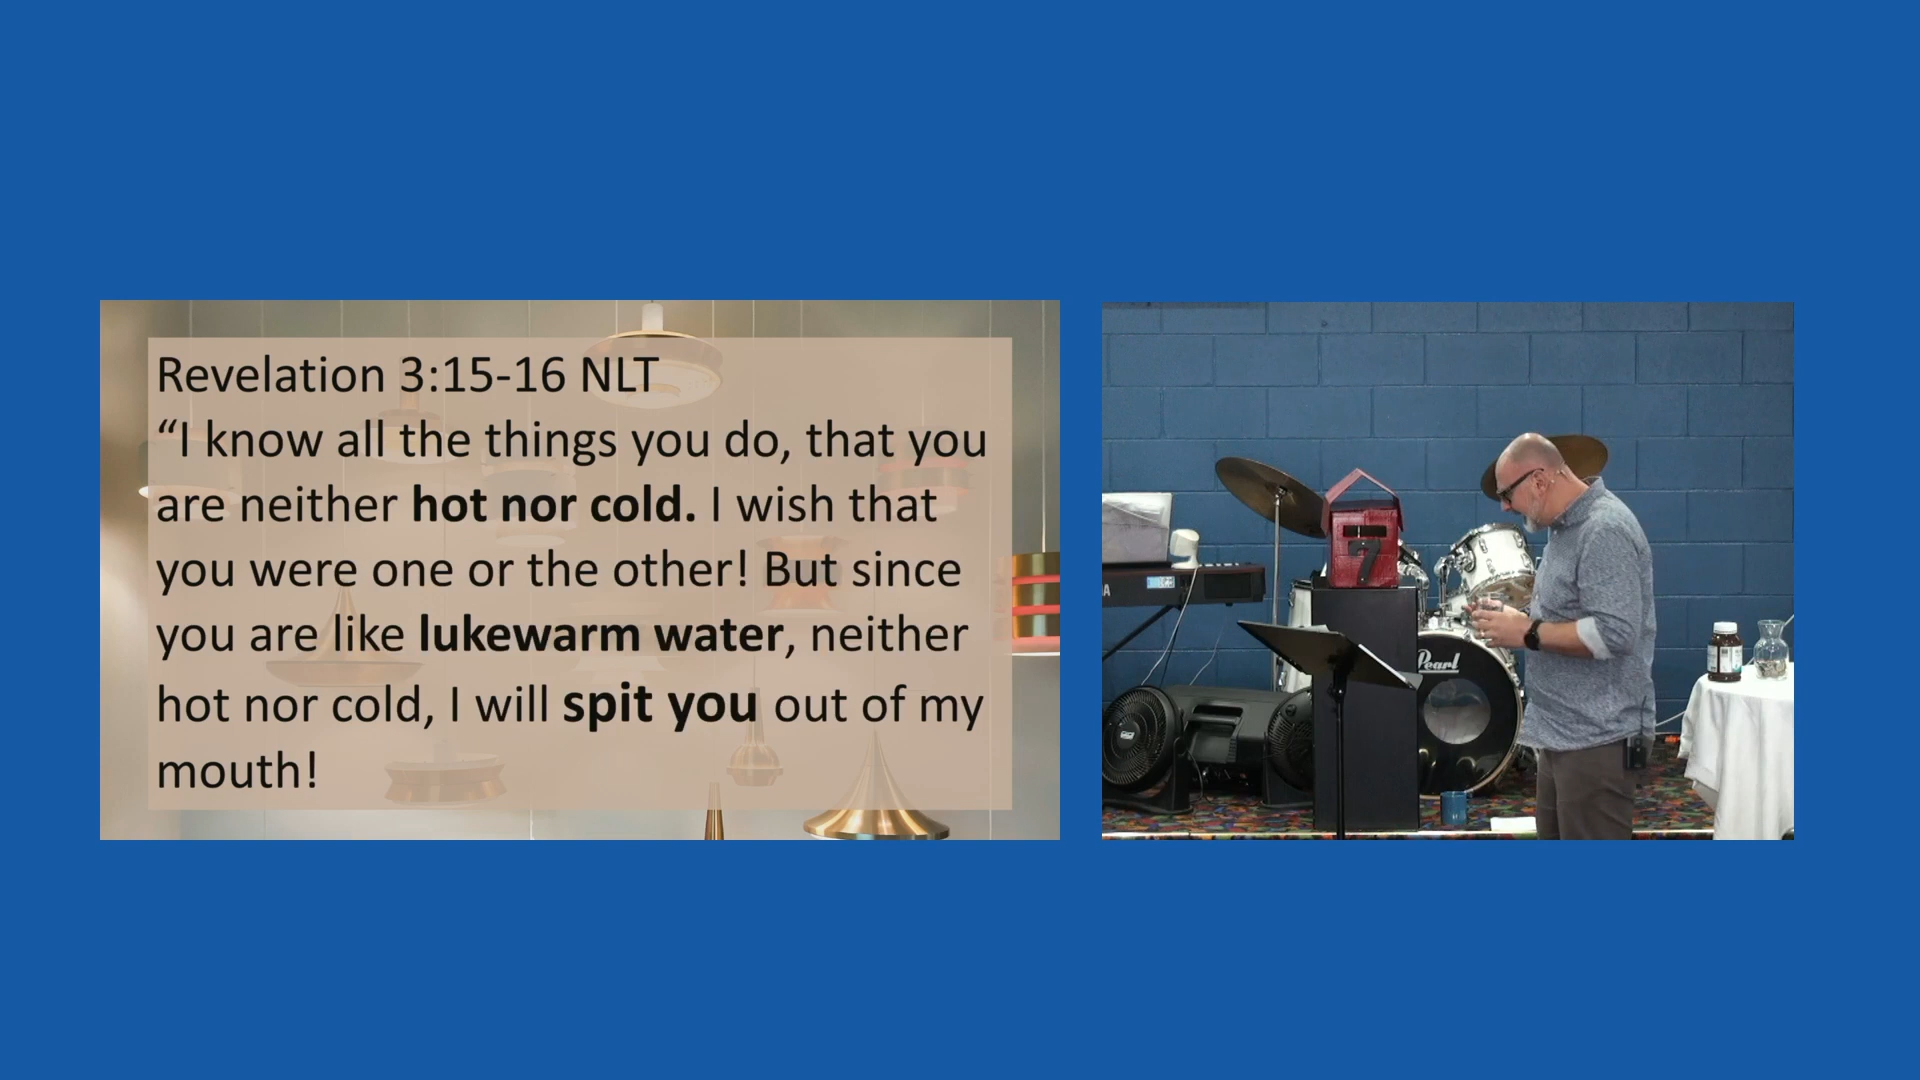 Revelation 3:15-16 NLT
“I know all the things you do, that you
are neither hot nor cold. I wish that
you were one or the other! But since
you are like lukewarm water, neither
hot nor cold, I will spit you out of my
mouth!
7
Pearl